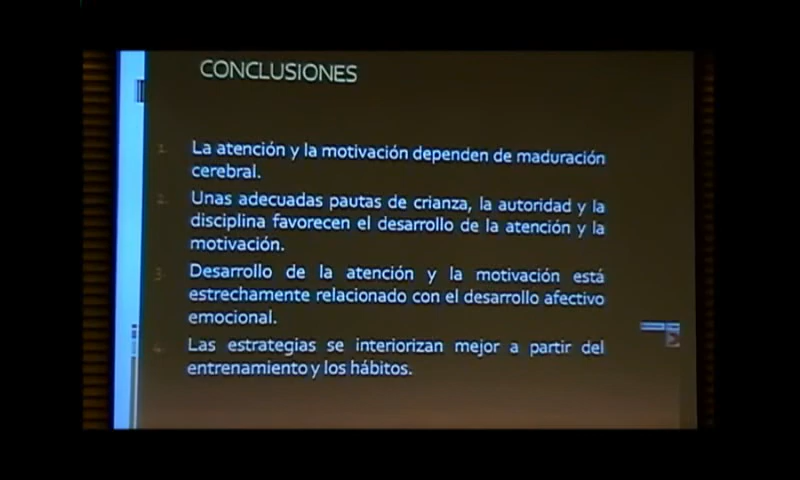 CONCLUSIONES
1. La atención y la motivación dependen de maduración
cerebral.
2. Unas adecuadas pautas de crianza, la autoridad y la
disciplina favorecen el desarrollo de la atención y la
motivación.
3. Desarrollo de la atención y la motivación está
estrechamente relacionado con el desarrollo afectivo
emocional.
4. Las estrategias se interiorizan mejor a partir del
entrenamiento y los hábitos.